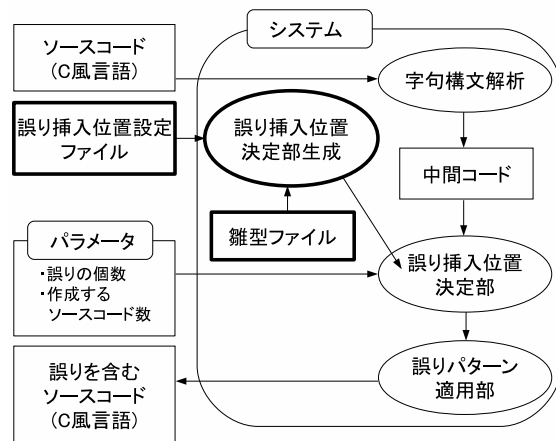 ソースコード
(C風言語)
システム
字句構文解析
誤り挿入位置設定
ファイル
誤り挿入位置
決定部生成
中間コード
雛型ファイル
パラメータ
・誤りの個数
・作成する
ソースコード数
誤り挿入位置
決定部
誤りを含む
ソースコード
(C風言語)
誤りパターン
適用部